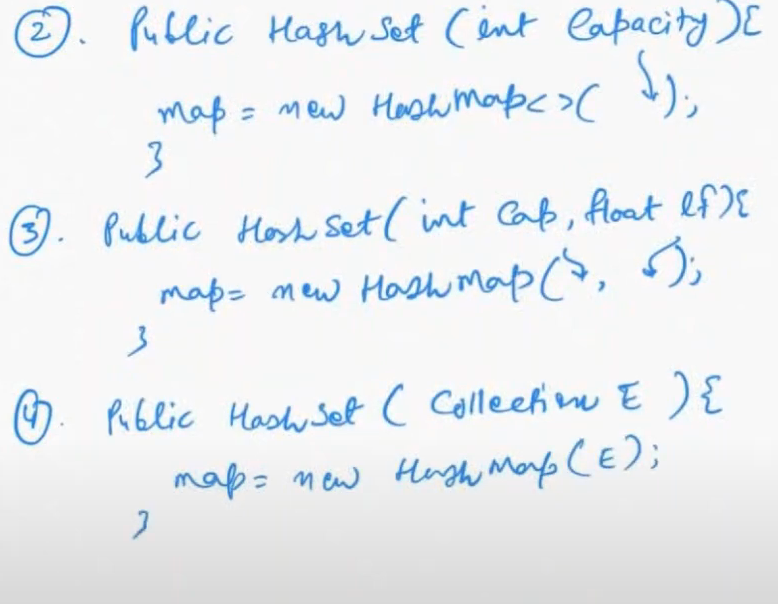 ②. Public HashSet (int Capacity){
map = new HashMap<>( ↓);
}
③. Public HashSet( int Cap, float lf){
map= new HashMap(↘, ↙);
}
④. Public HashSet ( Collection E ){
map= new HashMap(E);
}